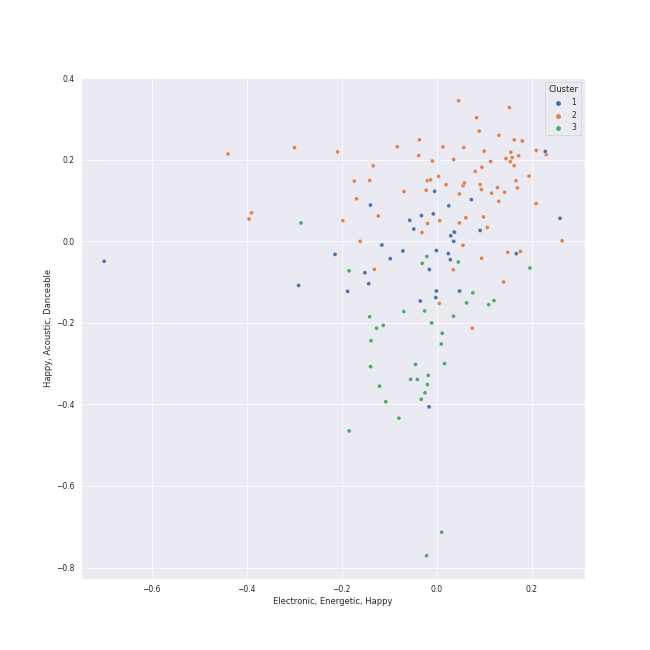 Cluster
1
2
3
0.4
0.2
0.0
−0.2
−0.4
−0.6
−0.8
Happy, Acoustic, Danceable
−0.6 −0.4 −0.2 0.0 0.2
Electronic, Energetic, Happy